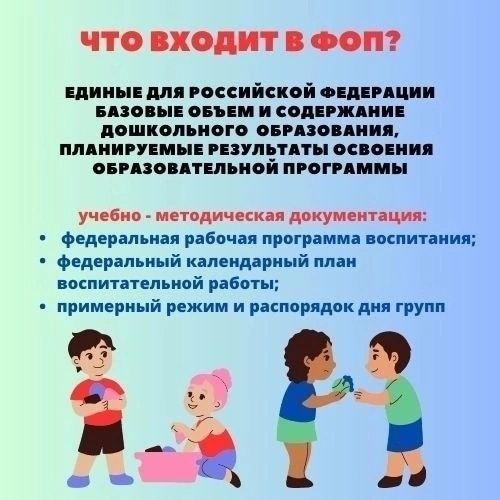 ЧТО ВХОДИТ В ФОП?
ЕДИНЫЕ ДЛЯ РОССИЙСКОЙ ФЕДЕРАЦИИ
БАЗОВЫЕ ОБЪЕМ И СОДЕРЖАНИЕ
ДОШКОЛЬНОГО ОБРАЗОВАНИЯ,
ПЛАНИРУЕМЫЕ РЕЗУЛЬТАТЫ ОСВОЕНИЯ
ОБРАЗОВАТЕЛЬНОЙ ПРОГРАММЫ
учебно - методическая документация:
• федеральная рабочая программа воспитания;
• федеральный календарный план
воспитательной работы;
• примерный режим и распорядок дня групп